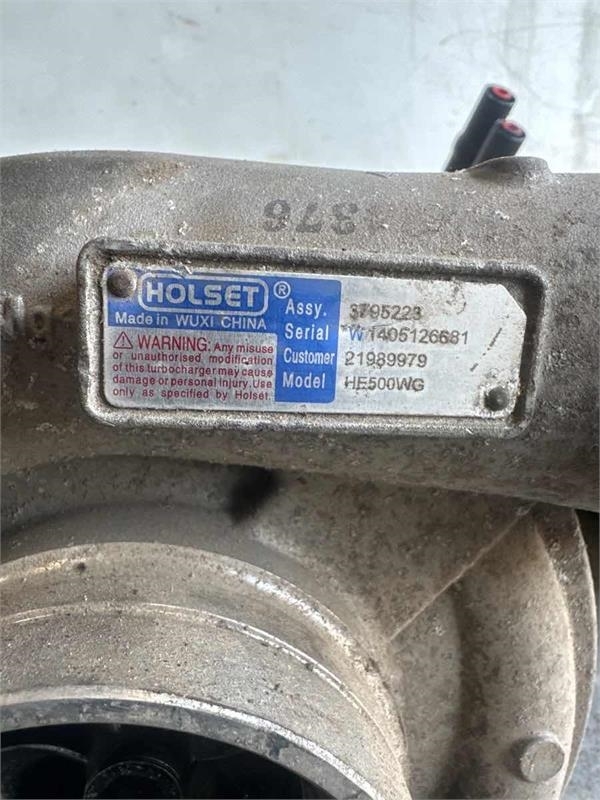 376
HOLSET ®
Made in WUXI CHINA
WARNING: Any misuse
or unauthorised, modification
of this turbocharger may cause
damage or personal injury. Use
only as specified by Holset.
Assy. 3795223
Serial W1405126681
Customer 21989979
Model HE500WG